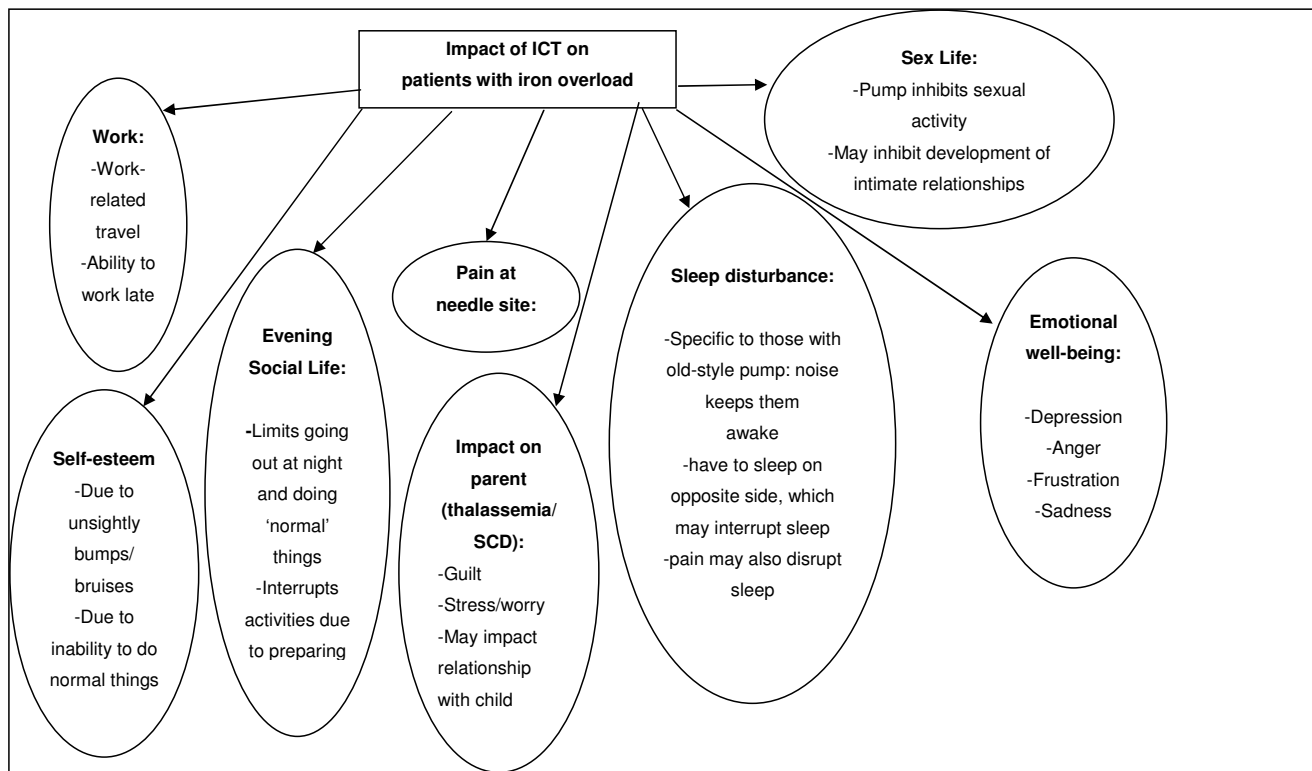 Impact of ICT on
patients with iron overload
Sex Life:
-Pump inhibits sexual
activity
-May inhibit development of
intimate relationships
Work:
-Work-
related
travel
-Ability to
work late
Pain at
needle site:
Sleep disturbance:
-Specific to those with
old-style pump: noise
keeps them
awake
-have to sleep on
opposite side, which
may interrupt sleep
-pain may also disrupt
sleep
Emotional
well-being:
-Depression
-Anger
-Frustration
-Sadness
Evening
Social Life:
-Limits going
out at night
and doing
‘normal’
things
-Interrupts
activities due
to preparing
Self-esteem
-Due to
unsightly
bumps/
bruises
-Due to
inability to do
normal things
Impact on
parent
(thalassemia/
SCD):
-Guilt
-Stress/worry
-May impact
relationship
with child